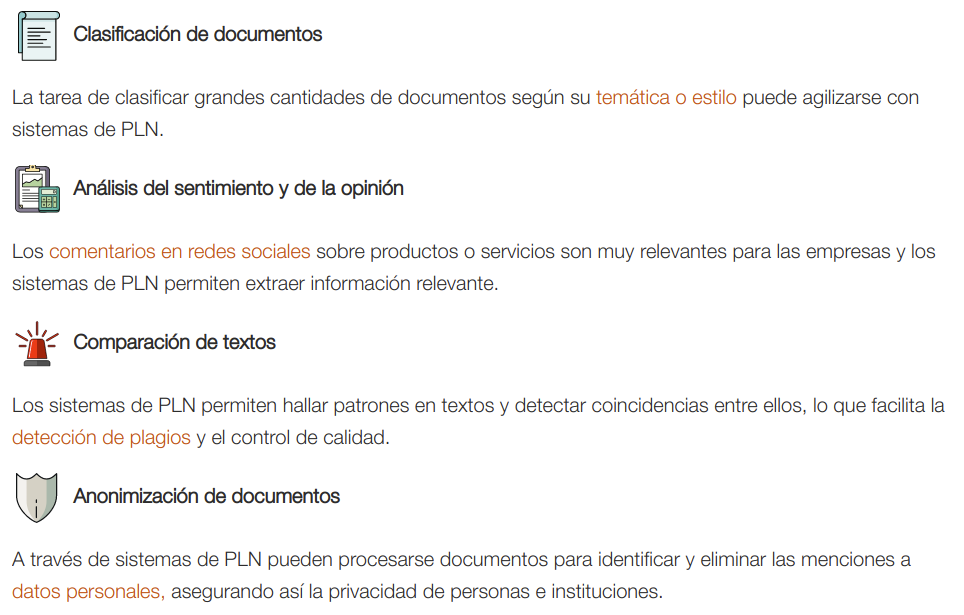 Clasificación de documentos
La tarea de clasificar grandes cantidades de documentos según su temática o estilo puede agilizarse con
sistemas de PLN.
Análisis del sentimiento y de la opinión
Los comentarios en redes sociales sobre productos o servicios son muy relevantes para las empresas y los
sistemas de PLN permiten extraer información relevante.
Comparación de textos
Los sistemas de PLN permiten hallar patrones en textos y detectar coincidencias entre ellos, lo que facilita la
detección de plagios y el control de calidad.
Anonimización de documentos
A través de sistemas de PLN pueden procesarse documentos para identificar y eliminar las menciones a
datos personales, asegurando así la privacidad de personas e instituciones.